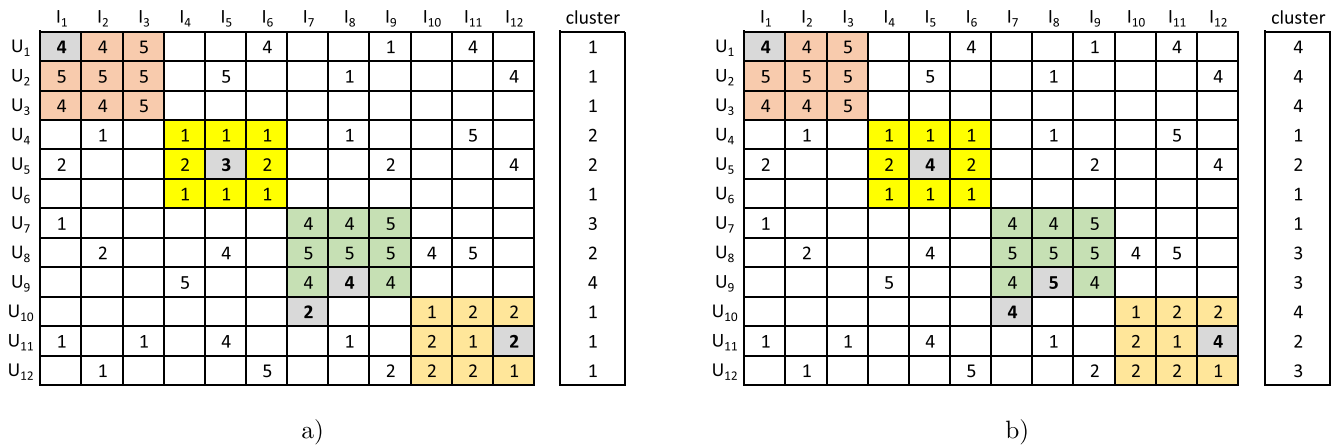 I1 I2 I3 I4 I5 I6 I7 I8 I9 I10 I11 I12 cluster
U1 4 4 5 4 1 4 1
U2 5 5 5 5 1 4 1
U3 4 4 5 1
U4 1 1 1 1 1 5 2
U5 2 2 3 2 2 4 2
U6 1 1 1 1
U7 1 4 4 5 3
U8 2 4 5 5 5 4 5 2
U9 5 4 4 4 4
U10 2 1 2 2 1
U11 1 1 4 1 2 1 2 1
U12 1 5 2 2 2 1 1
a)
I1 I2 I3 I4 I5 I6 I7 I8 I9 I10 I11 I12 cluster
U1 4 4 5 4 1 4 4
U2 5 5 5 5 1 4 4
U3 4 4 5 4
U4 1 1 1 1 1 5 1
U5 2 2 4 2 2 4 2
U6 1 1 1 1
U7 1 4 4 5 1
U8 2 4 5 5 5 4 5 3
U9 5 4 5 4 3
U10 4 1 2 2 4
U11 1 1 4 1 2 1 4 2
U12 1 5 2 2 2 1 3
b)